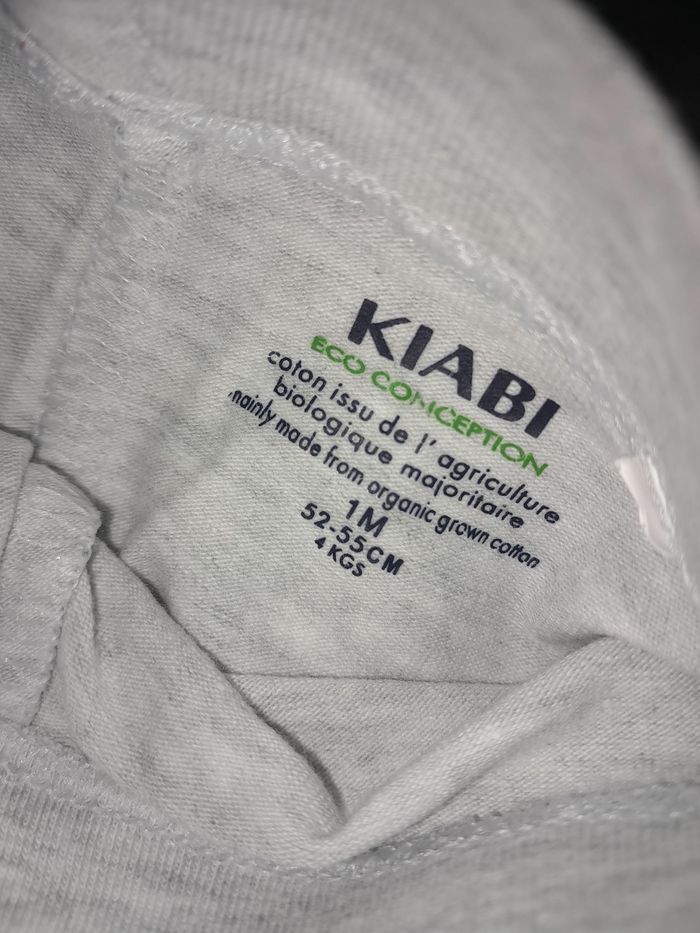 KIABI
ECO CONCEPTION
coton issu de l' agriculture
biologique majoritaire
mainly made from organic grown cotton
1M
52-55CM
4 KGS